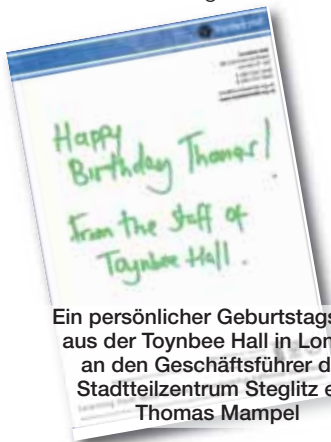 Happy
Birthday Thomas!
From the Staff of
Toynbee Hall.
Ein persönlicher Geburtstags
aus der Toynbee Hall in Lon
an den Geschäftsführer d
Stadtteilzentrum Steglitz e
Thomas Mampel